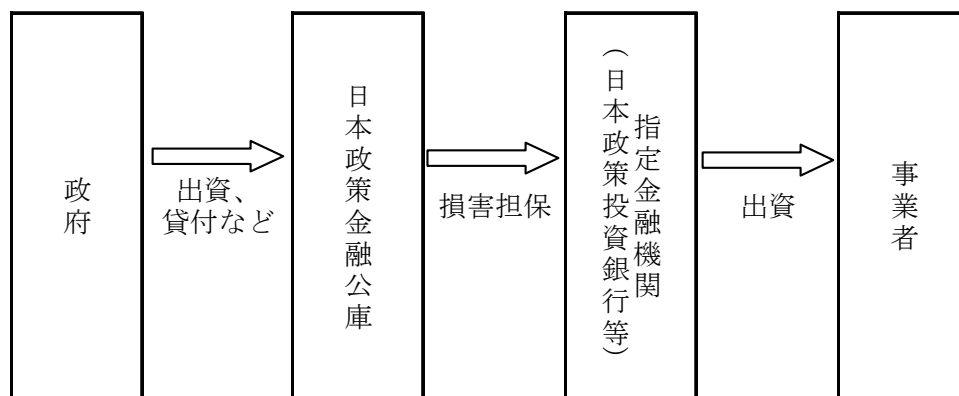 政府
出資、
貸付など
日本政策金融公庫
損害担保
指定金融機関
（日本政策投資銀行等）
出資
事業者